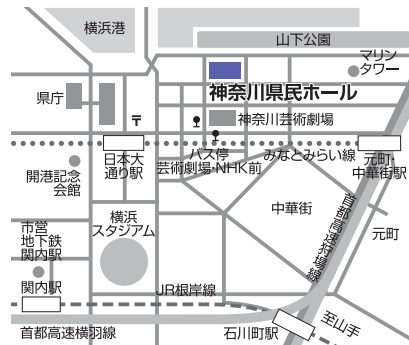 横浜港
山下公園
マリン
タワー
神奈川県民ホール
県庁
〒
神奈川芸術劇場
日本大
通り駅
バス停
芸術劇場・NHK前
みなとみらい線
元町・
中華街駅
開港記念
会館
首都高速狩場線
中華街
元町
横浜
スタジアム
市営
地下鉄
関内駅
関内駅
JR根岸線
首都高速横羽線
石川町駅
至山手